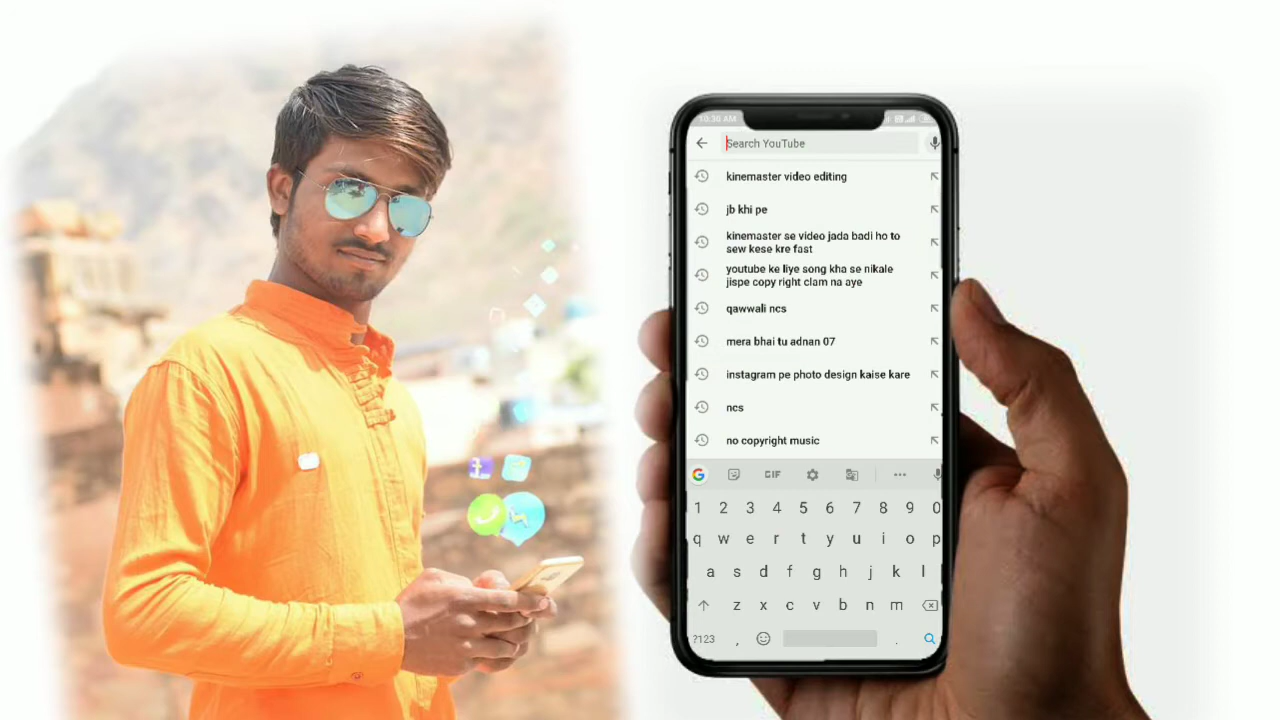 10:30 AM
Search YouTube
kinemaster video editing
jb khi pe
kinemaster se video jada badi ho to
sew kese kre fast
youtube ke liye song kha se nikale
jispe copy right clam na aye
qawwali ncs
mera bhai tu adnan 07
instagram pe photo design kaise kare
ncs
no copyright music
G GIF
1 2 3 4 5 6 7 8 9 0
q w e r t y u i o p
a s d f g h j k l
z x c v b n m
?123 , .